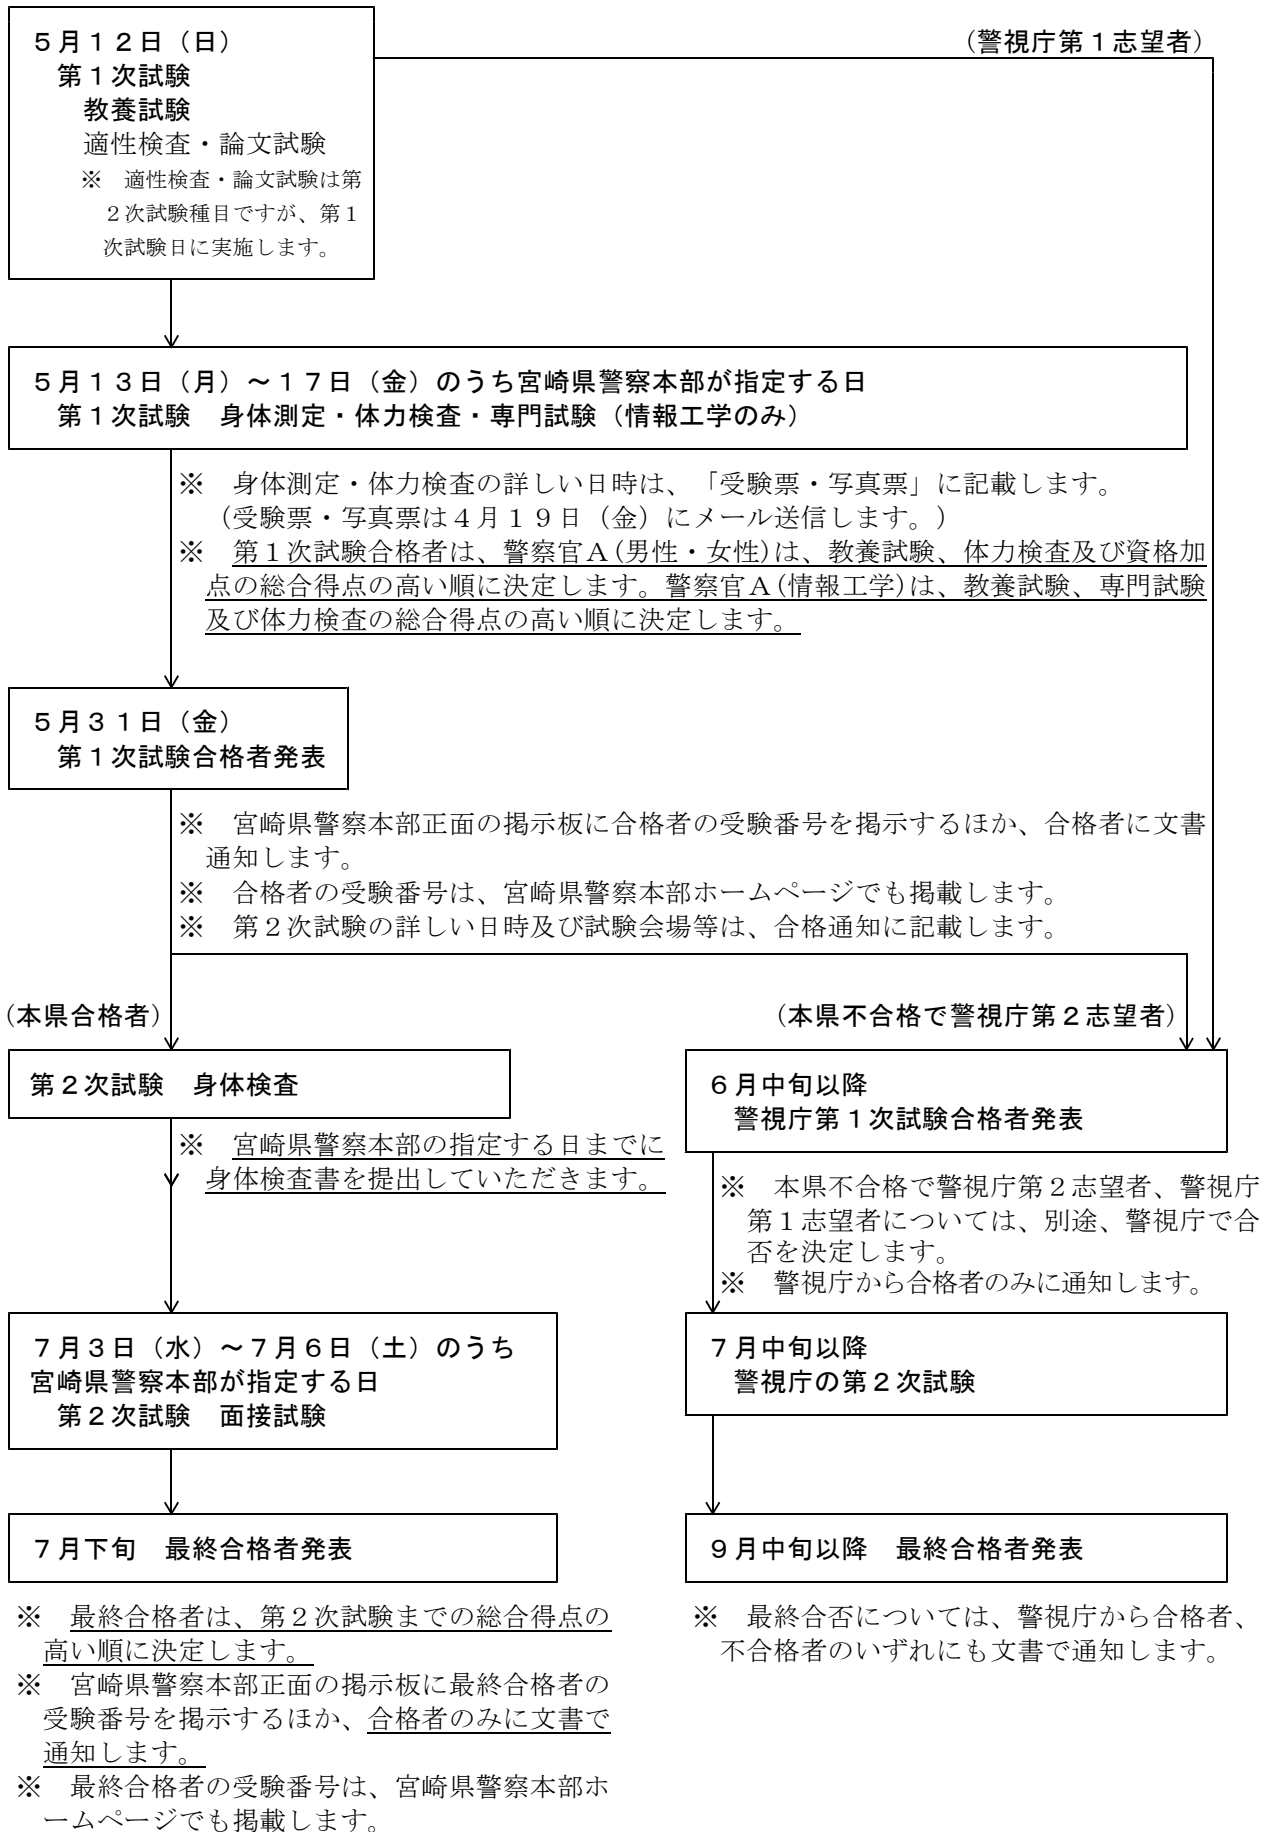 ５月１２日（日）
第１次試験
教養試験
適性検査・論文試験
※　適性検査・論文試験は第
２次試験種目ですが、第１
次試験日に実施します。
（警視庁第１志望者）
５月１３日（月）～１７日（金）のうち宮崎県警察本部が指定する日
第１次試験　身体測定・体力検査・専門試験（情報工学のみ）
※　身体測定・体力検査の詳しい日時は、「受験票・写真票」に記載します。
（受験票・写真票は４月１９日（金）にメール送信します。）
※　第１次試験合格者は、警察官Ａ(男性・女性)は、教養試験、体力検査及び資格加
点の総合得点の高い順に決定します。警察官Ａ(情報工学)は、教養試験、専門試験
及び体力検査の総合得点の高い順に決定します。
５月３１日（金）
第１次試験合格者発表
※　宮崎県警察本部正面の掲示板に合格者の受験番号を掲示するほか、合格者に文書
通知します。
※　合格者の受験番号は、宮崎県警察本部ホームページでも掲載します。
※　第２次試験の詳しい日時及び試験会場等は、合格通知に記載します。
（本県合格者）
（本県不合格で警視庁第２志望者）
第２次試験　身体検査
※　宮崎県警察本部の指定する日までに
身体検査書を提出していただきます。
６月中旬以降
警視庁第１次試験合格者発表
※　本県不合格で警視庁第２志望者、警視庁
第１志望者については、別途、警視庁で合
否を決定します。
※　警視庁から合格者のみに通知します。
７月３日（水）～７月６日（土）のうち
宮崎県警察本部が指定する日
第２次試験　面接試験
７月中旬以降
警視庁の第２次試験
７月下旬　最終合格者発表
９月中旬以降　最終合格者発表
※　最終合格者は、第２次試験までの総合得点の
高い順に決定します。
※　宮崎県警察本部正面の掲示板に最終合格者の
受験番号を掲示するほか、合格者のみに文書で
通知します。
※　最終合格者の受験番号は、宮崎県警察本部ホ
ームページでも掲載します。
※　最終合否については、警視庁から合格者、
不合格者のいずれにも文書で通知します。